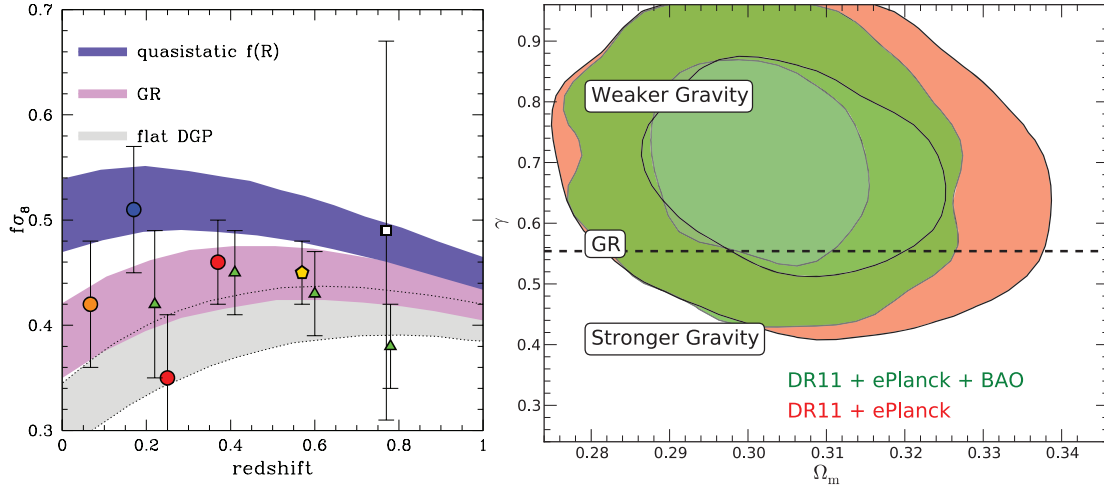 quasistatic f(R)
GR
flat DGP
fσ₈
0.7
0.6
0.5
0.4
0.3
0 0.2 0.4 0.6 0.8 1
redshift
Weaker Gravity
GR
Stronger Gravity
DR11 + ePlanck + BAO
DR11 + ePlanck
γ
0.9
0.8
0.7
0.6
0.5
0.4
0.3
0.28 0.29 0.30 0.31 0.32 0.33 0.34
Ωm